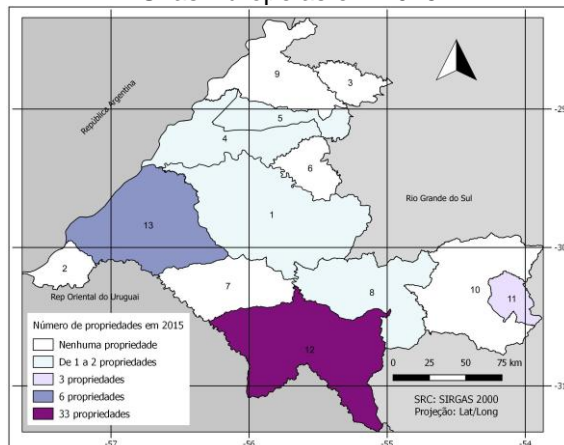 9
3
República Argentina
-29
5
4
6
Rio Grande do Sul
1
13
-30
2
Rep Oriental do Uruguai
7
8
10
11
Número de propriedades em 2015
Nenhuma propriedade
De 1 a 2 propriedades
3 propriedades
6 propriedades
33 propriedades
12
0 25 50 75 km
SRC: SIRGAS 2000
Projeção: Lat/Long
-57 -56 -55 -54